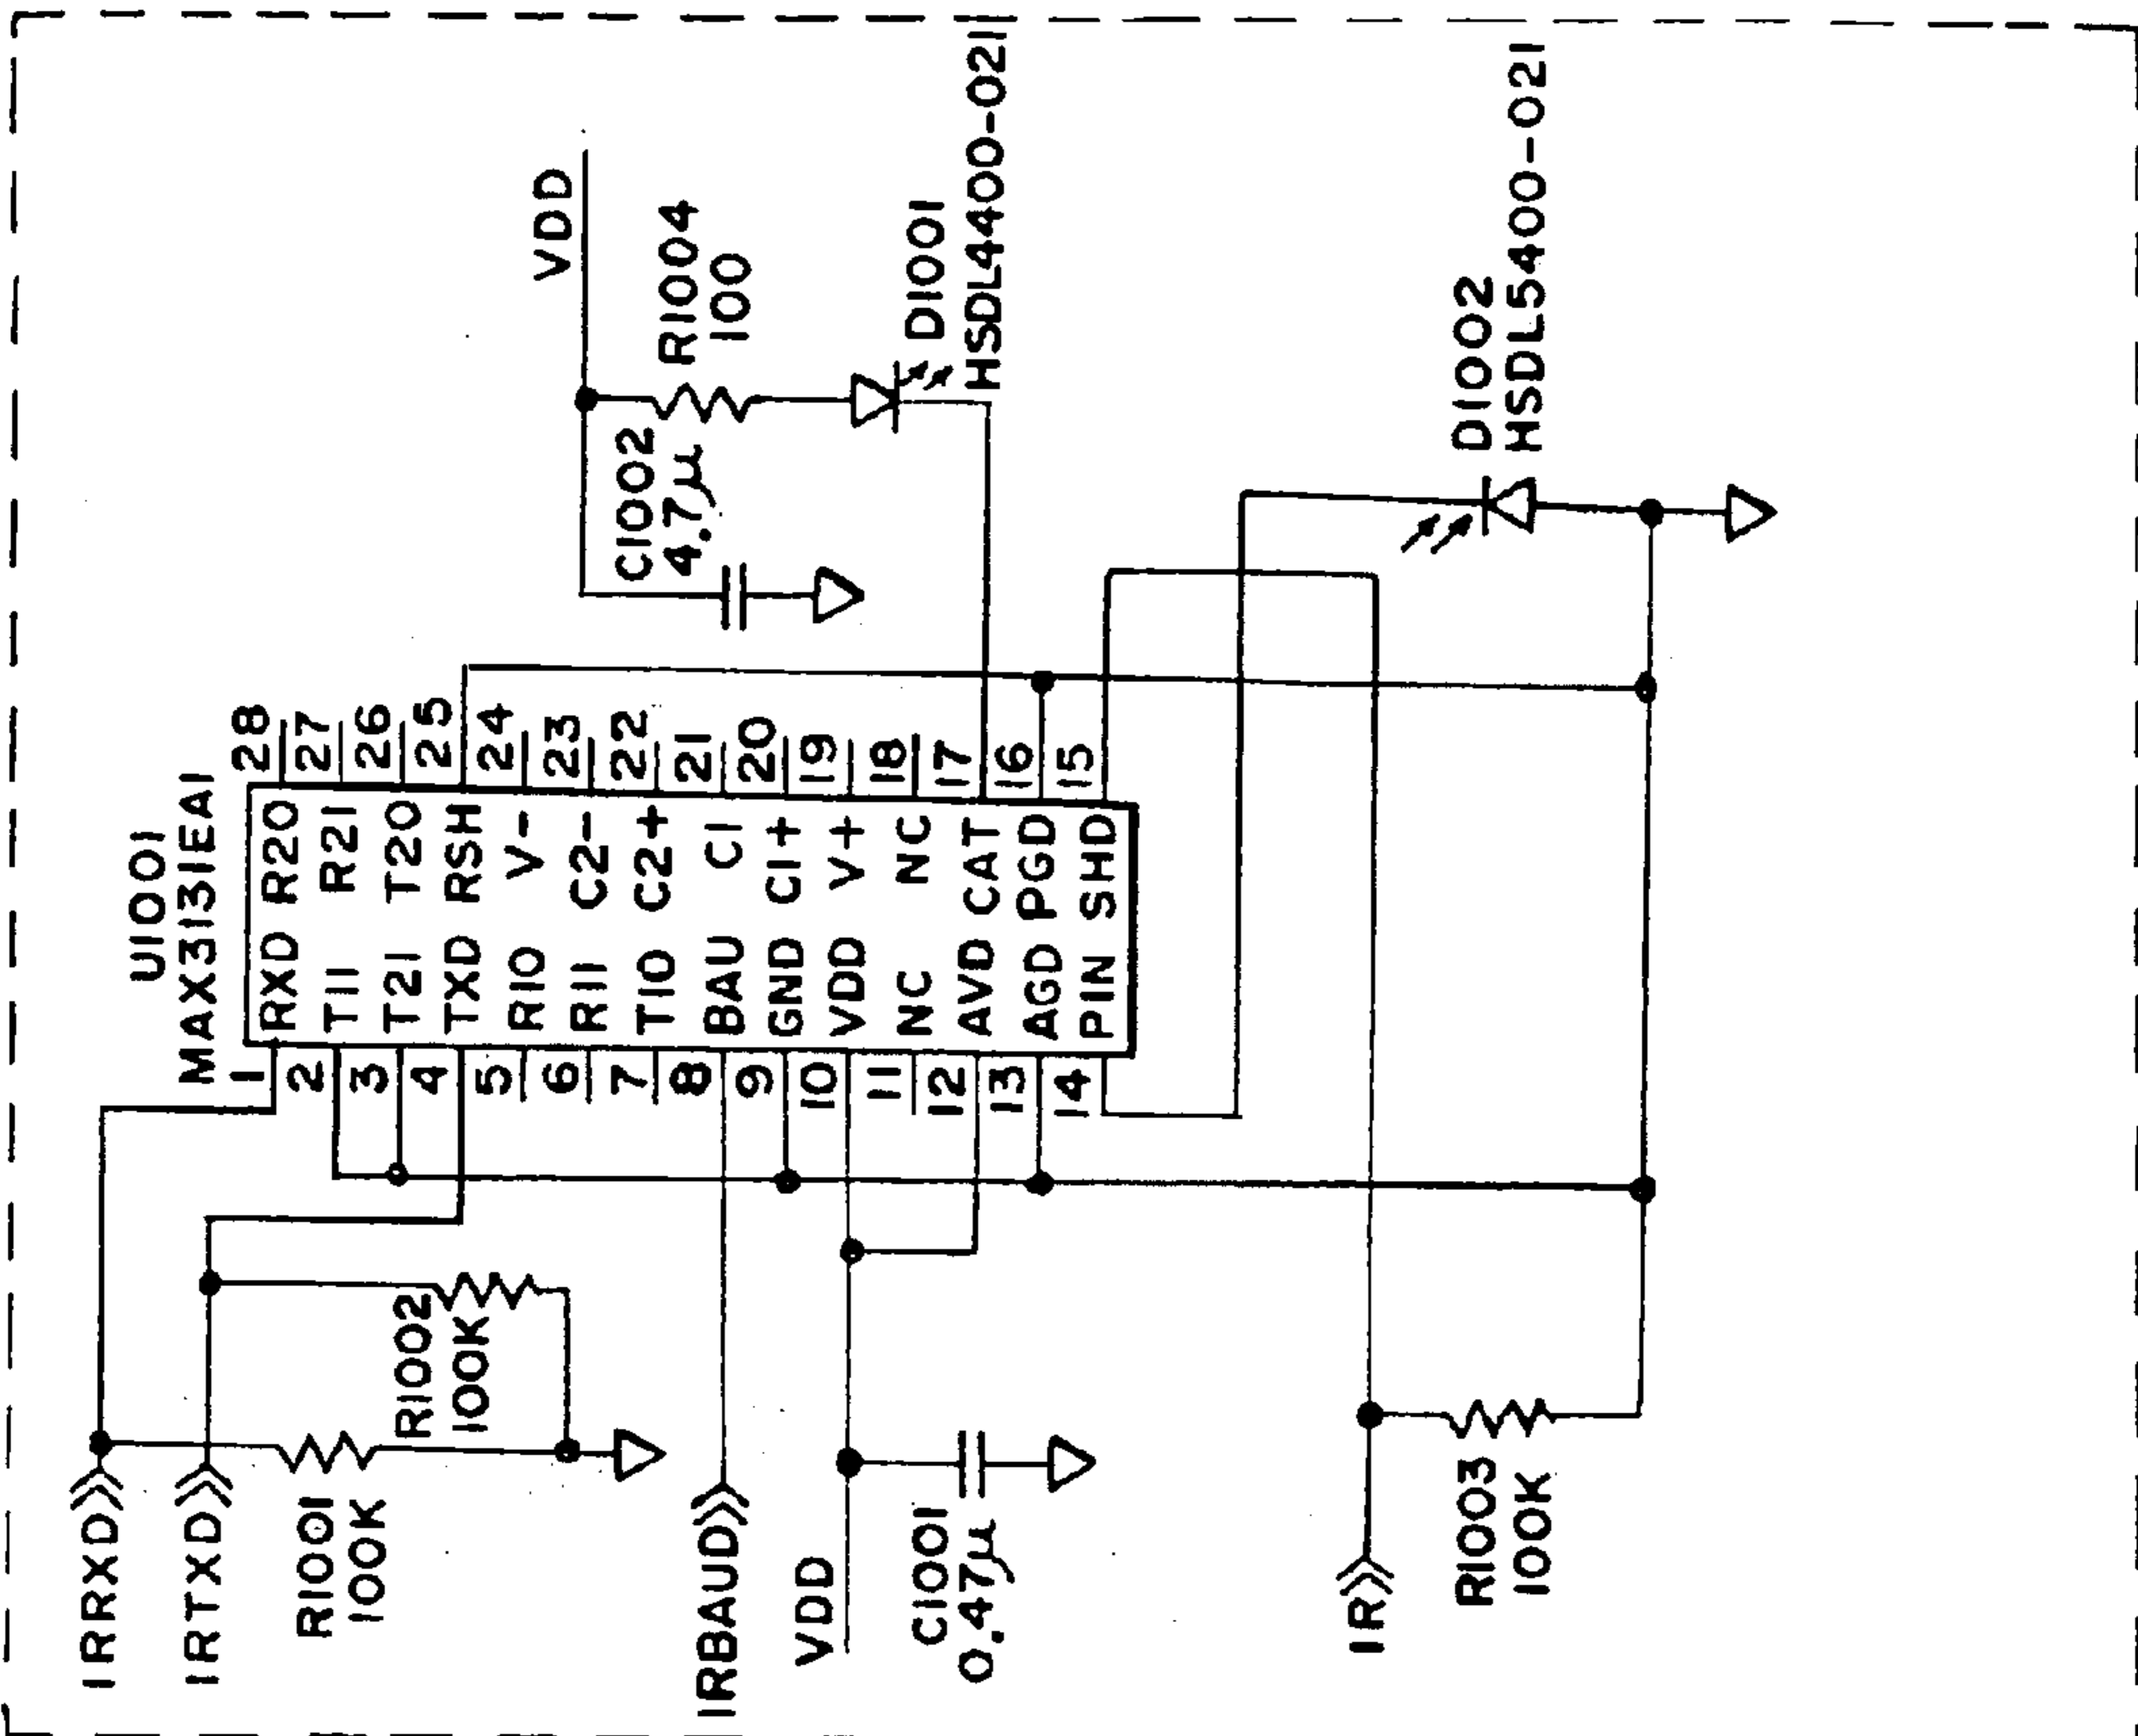 U1001
MAX3131EAI
1 RXD R20 28
2 T11 R21 27
3 T21 T20 26
4 TXD RSH 25
5 R10 V- 24
6 R11 C2- 23
7 T10 C2+ 22
8 BAU C1 21
9 GND C1+ 20
10 VDD V+ 19
11 NC NC 18
12 AVD CAT 17
13 AGD PGD 16
14 PIN SHD 15
IRRXD
IRTXD
R1001
100K
R1002
100K
IRBAUD
VDD
C1001
0.47μ
IR
R1003
100K
VDD
C1002
4.7μ
R1004
100
D1001
HSDL4400-021
D1002
HSDL5400-021